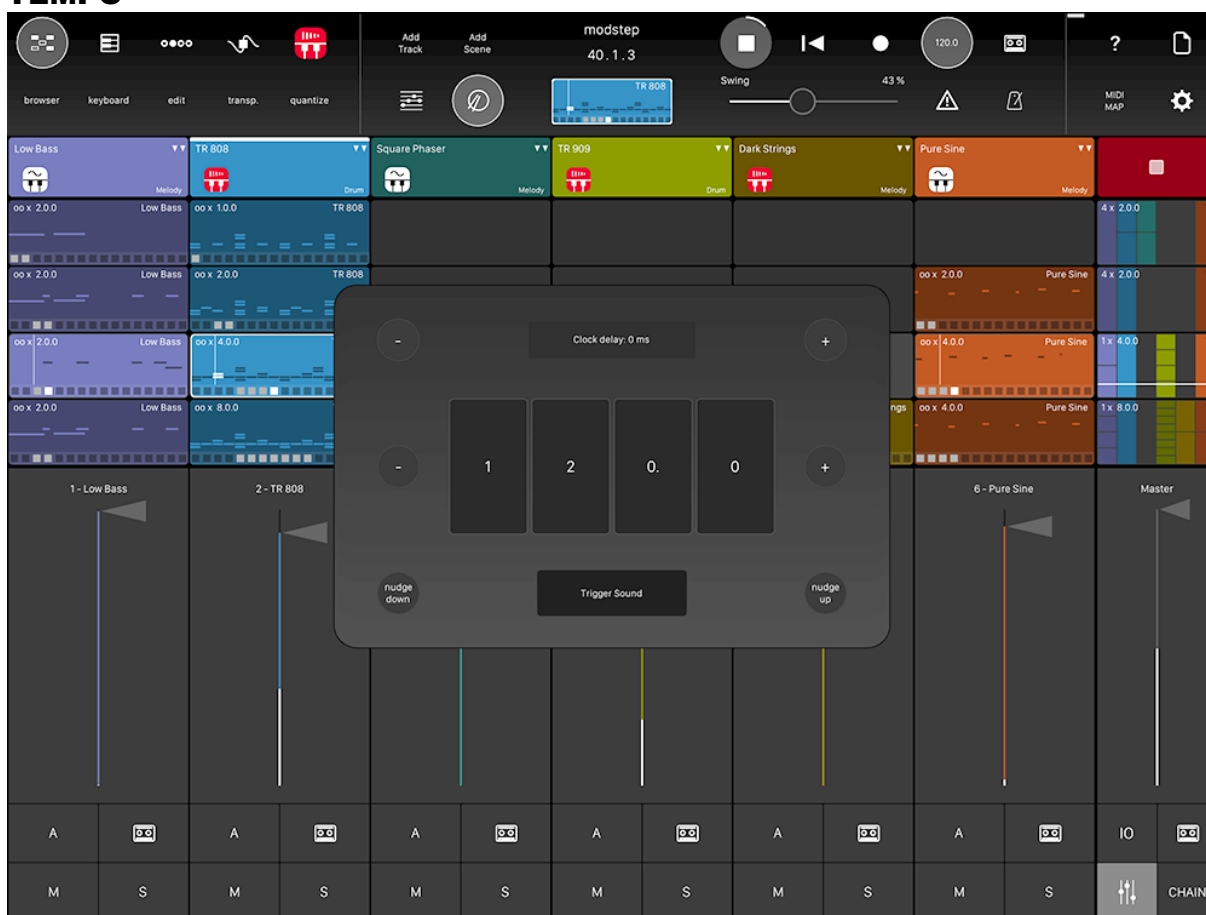 TEMPO
Add Track
Add Scene
modstep
40.1.3
120.0
?
browser
keyboard
edit
transp.
quantize
TR 808
Swing
43 %
MIDI MAP
Low Bass
Melody
TR 808
Drum
Square Phaser
Melody
TR 909
Drum
Dark Strings
Melody
Pure Sine
Melody
oo x 2.0.0 Low Bass
oo x 1.0.0 TR 808
4 x 2.0.0
oo x 2.0.0 Low Bass
oo x 2.0.0 TR 808
oo x 2.0.0 Pure Sine
4 x 2.0.0
oo x 2.0.0 Low Bass
oo x 4.0.0
oo x 4.0.0 Pure Sine
1 x 4.0.0
oo x 2.0.0 Low Bass
oo x 8.0.0
ngs
oo x 4.0.0 Pure Sine
1 x 8.0.0
- Clock delay: 0 ms +
- 1 2 0. 0 +
nudge down
Trigger Sound
nudge up
1 - Low Bass
2 - TR 808
6 - Pure Sine
Master
A A A A A A IO
M S M S M S M S M S M S CHAIN